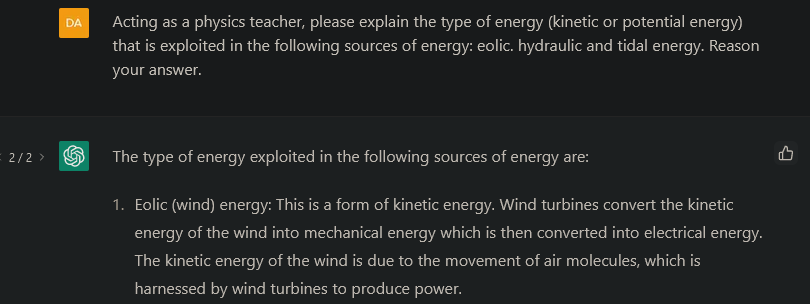 DA
Acting as a physics teacher, please explain the type of energy (kinetic or potential energy)
that is exploited in the following sources of energy: eolic. hydraulic and tidal energy. Reason
your answer.
2 / 2
The type of energy exploited in the following sources of energy are:
1. Eolic (wind) energy: This is a form of kinetic energy. Wind turbines convert the kinetic
energy of the wind into mechanical energy which is then converted into electrical energy.
The kinetic energy of the wind is due to the movement of air molecules, which is
harnessed by wind turbines to produce power.